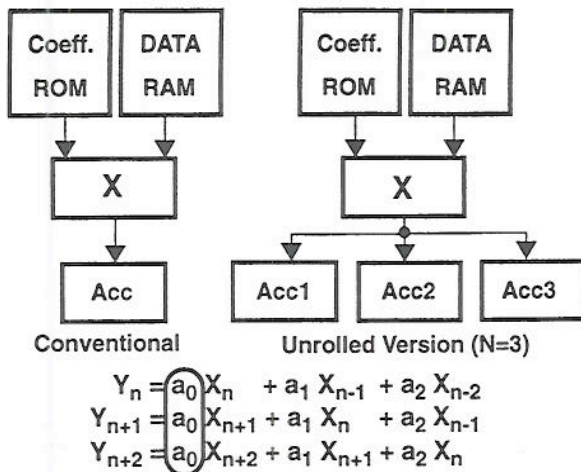 Coeff. ROM
DATA RAM
Coeff. ROM
DATA RAM
X
X
Acc
Acc1
Acc2
Acc3
Conventional
Unrolled Version (N=3)
Yₙ = a₀ Xₙ + a₁ Xₙ₋₁ + a₂ Xₙ₋₂
Yₙ₊₁ = a₀ Xₙ₊₁ + a₁ Xₙ + a₂ Xₙ₋₁
Yₙ₊₂ = a₀ Xₙ₊₂ + a₁ Xₙ₊₁ + a₂ Xₙ